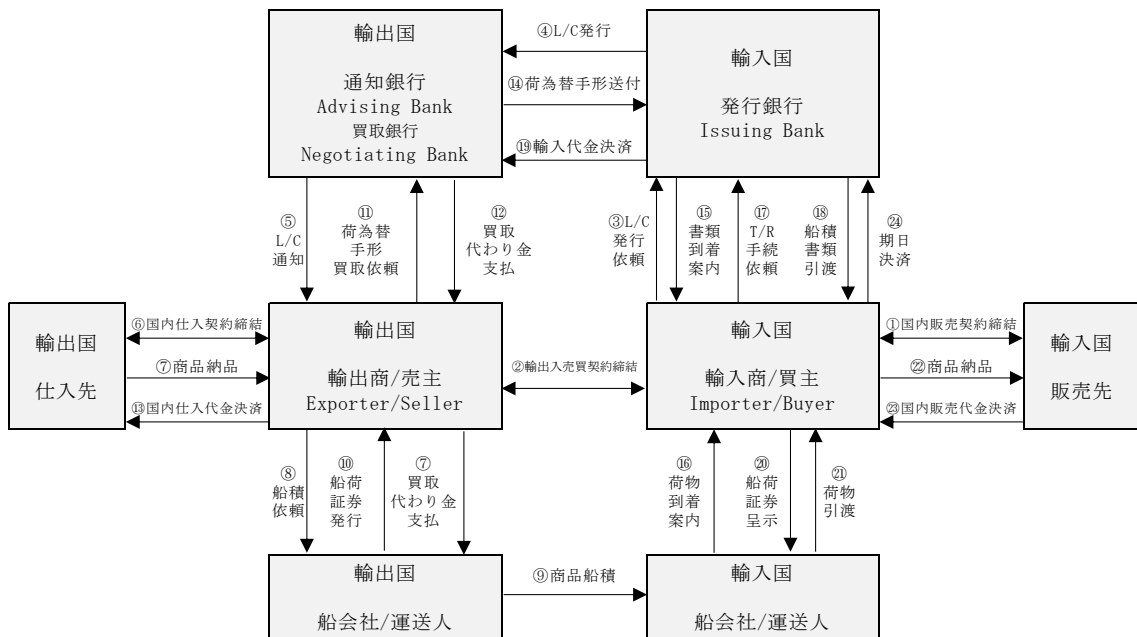 輸出国
通知銀行
Advising Bank
買取銀行
Negotiating Bank
④L/C発行
⑭荷為替手形送付
⑲輸入代金決済
輸入国
発行銀行
Issuing Bank
⑤
L/C
通知
⑪
荷為替
手形
買取依頼
⑫
買取
代わり金
支払
③L/C
発行
依頼
⑮
書類
到着
案内
⑰
T/R
手続
依頼
⑱
船積
書類
引渡
㉔
期日
決済
輸出国
仕入先
⑥国内仕入契約締結
⑦商品納品
⑬国内仕入代金決済
輸出国
輸出商/売主
Exporter/Seller
②輸出入売買契約締結
輸入国
輸入商/買主
Importer/Buyer
①国内販売契約締結
㉒商品納品
㉓国内販売代金決済
輸入国
販売先
⑧
船積
依頼
⑩
船荷
証券
発行
⑦
買取
代わり金
支払
⑯
荷物
到着
案内
⑳
船荷
証券
呈示
㉑
荷物
引渡
輸出国
船会社/運送人
⑨商品船積
輸入国
船会社/運送人